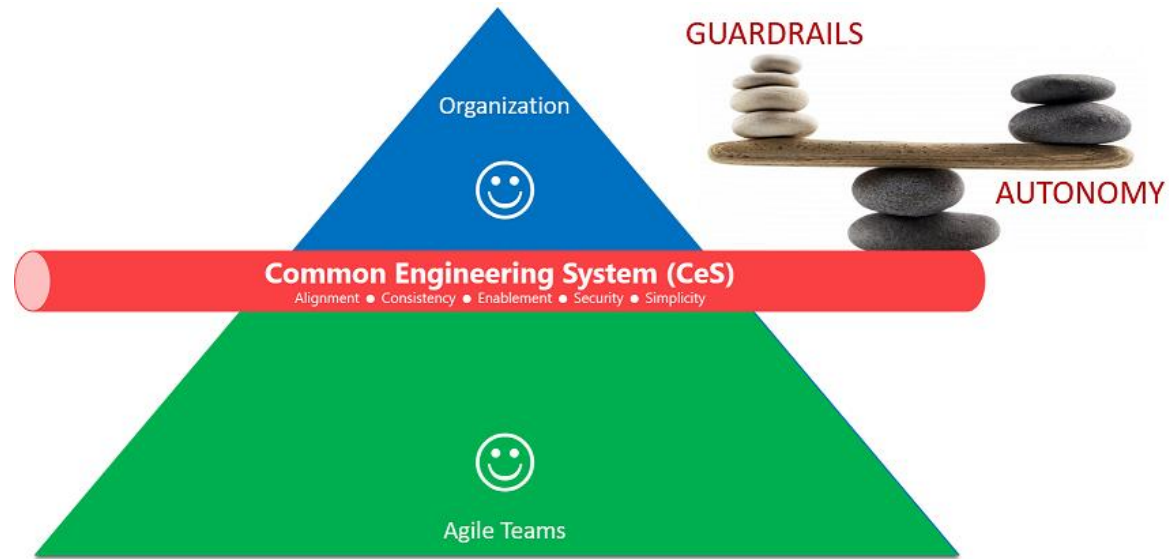 GUARDRAILS
Organization
AUTONOMY
Common Engineering System (CeS)
Alignment ● Consistency ● Enablement ● Security ● Simplicity
Agile Teams